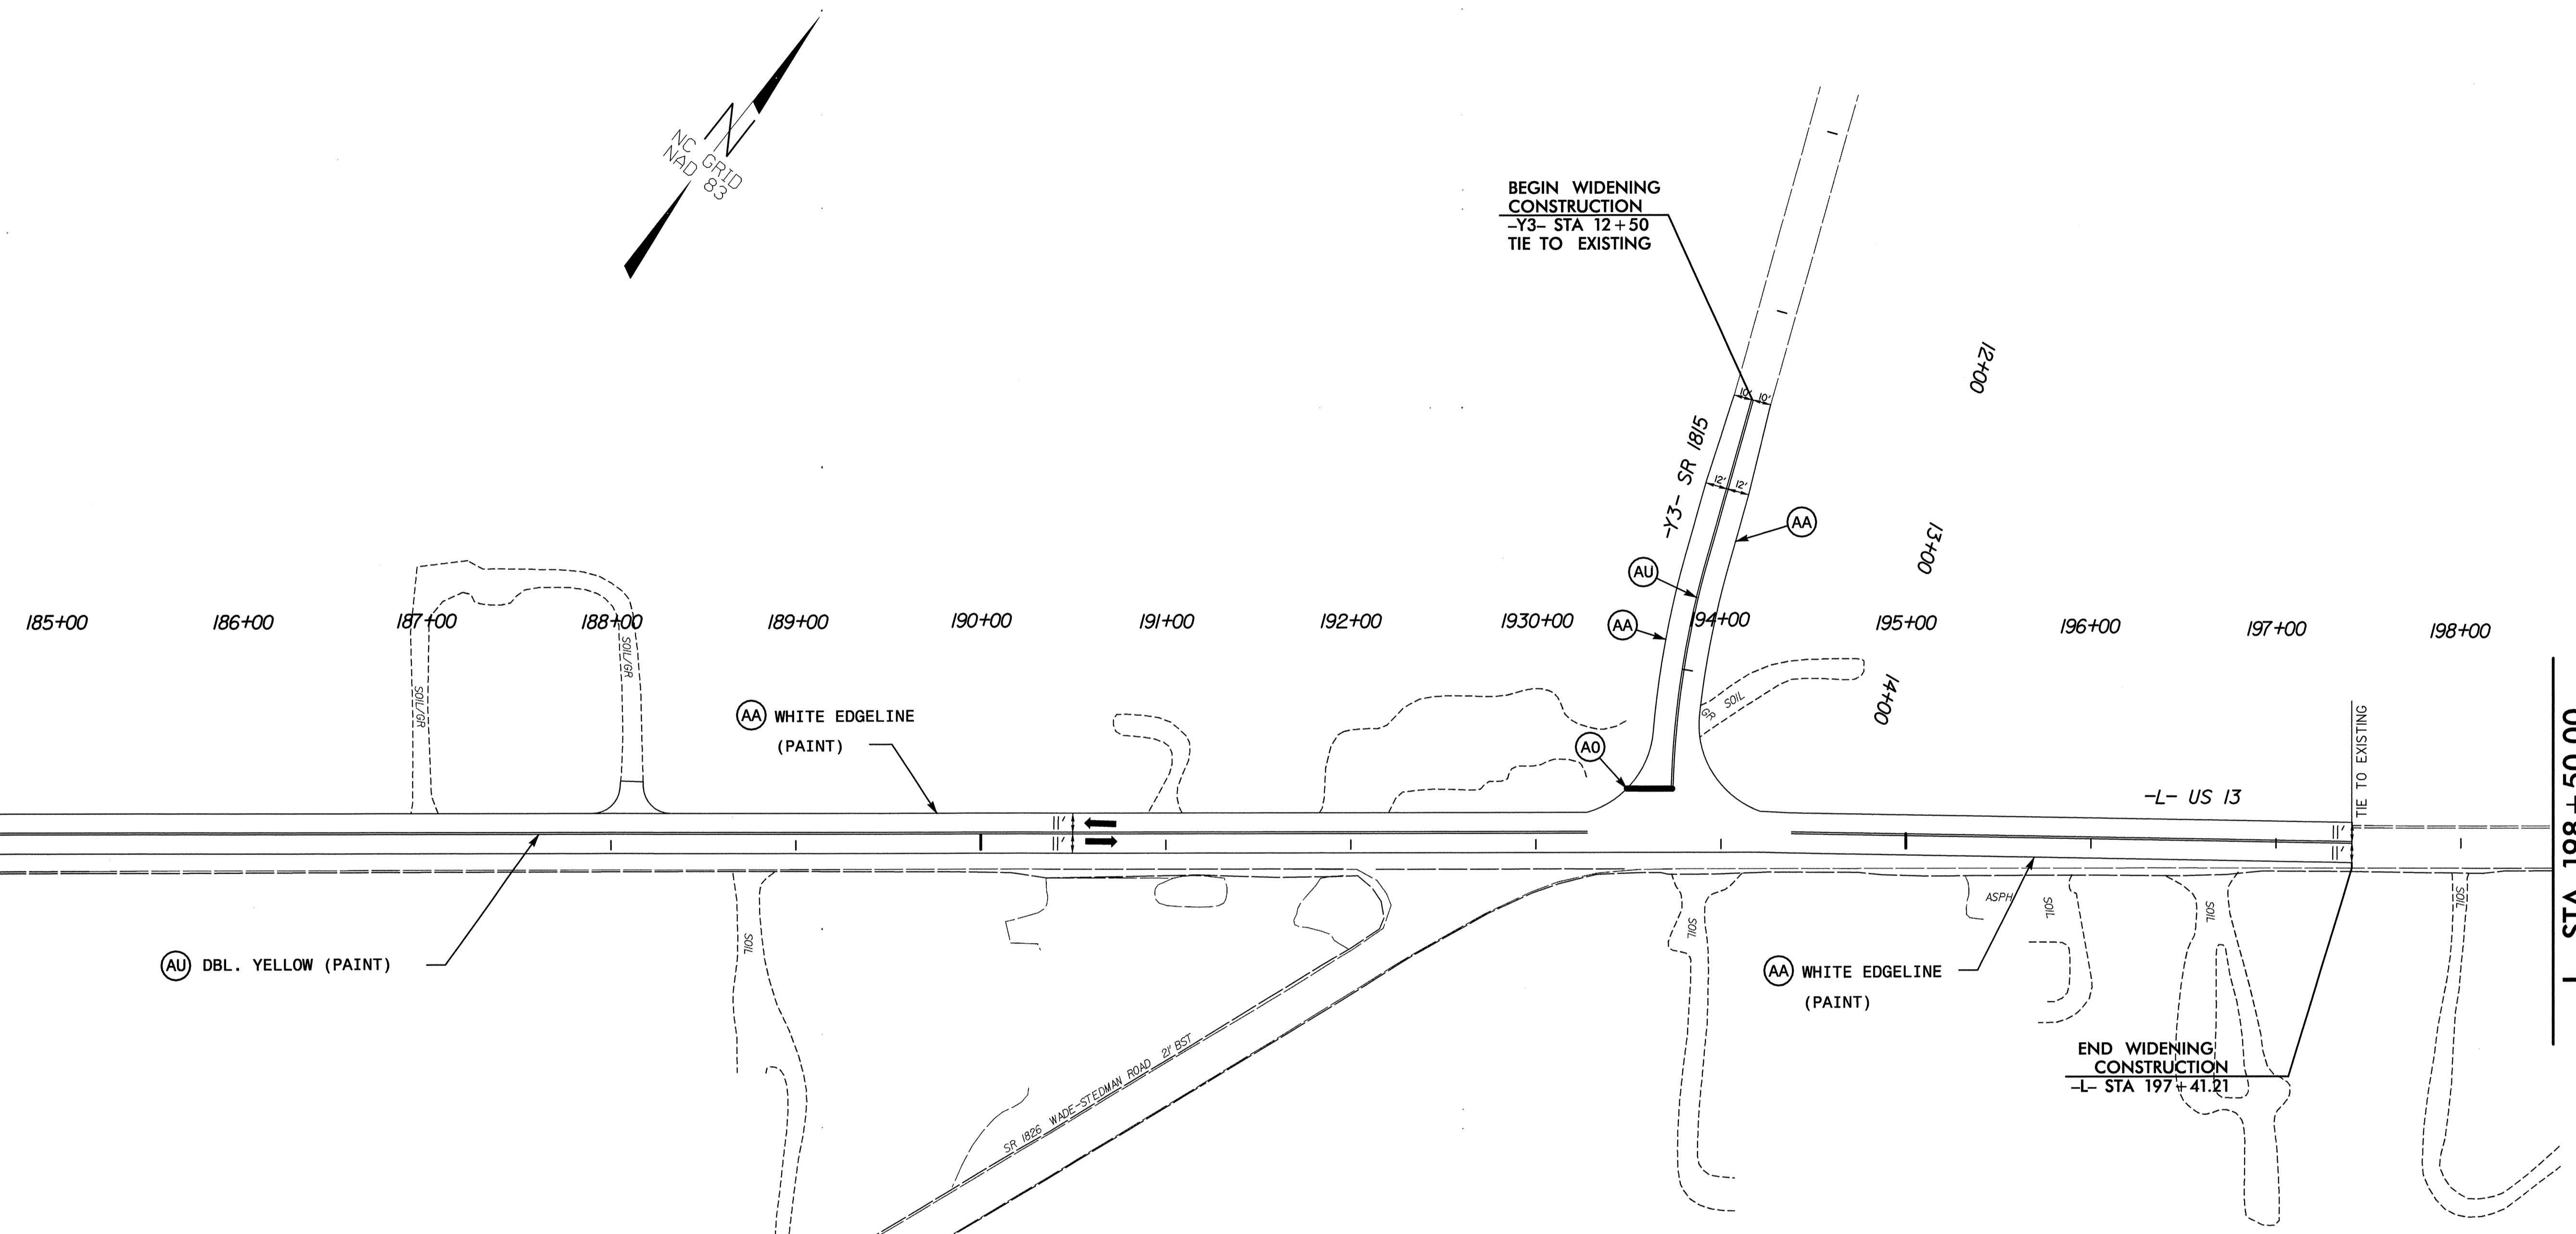 NC GRID
NAD 83
BEGIN WIDENING
CONSTRUCTION
-Y3- STA 12+50
TIE TO EXISTING
12+00
10'
10'
-Y3- SR 1815
12'
12'
AA
13+00
AU
AA
185+00
186+00
187+00
188+00
189+00
190+00
191+00
192+00
1930+00
194+00
195+00
196+00
197+00
198+00
SOIL/GR
SOIL/GR
GR
SOIL
14+00
AA WHITE EDGELINE
(PAINT)
AO
TIE TO EXISTING
-L- US 13
11'
11'
11'
11'
SOIL
ASPH
SOIL
SOIL
SOIL
SOIL
AU DBL. YELLOW (PAINT)
AA WHITE EDGELINE
(PAINT)
SR 1826 WADE-STEDMAN ROAD 21' BST
END WIDENING
CONSTRUCTION
-L- STA 197+41.21
STA 198+50.00